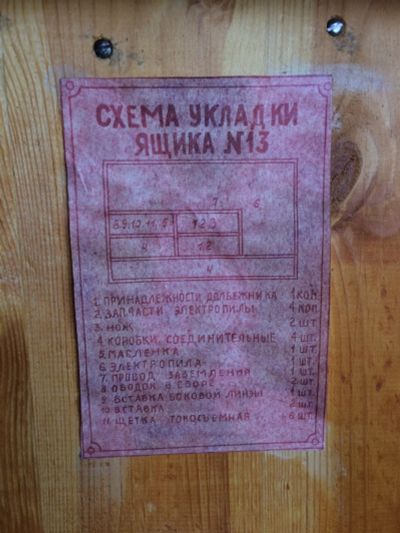 СХЕМА УКЛАДКИ
ЯЩИКА №13
7 6
8,9,10,11,5 1,2,3
8 1,2
4
1. ПРИНАДЛЕЖНОСТИ ДОЛБЕЖНИКА 1 КОМ.
2. ЗАПЧАСТИ ЭЛЕКТРОПИЛЫ 4 КОМ
3. НОЖ 2 ШТ
4. КОРОБКИ СОЕДИНИТЕЛЬНЫЕ 4 ШТ.
5. МАСЛЕНКА 1 ШТ
6. ЭЛЕКТРОПИЛА 1 ШТ.
7. ПРОВОД ЗАЗЕМЛЕНИЯ 1 ШТ
8. ОБОДОК В СБОРЕ 2 ШТ.
9. ВСТАВКА БОКОВОЙ ЛИНЗЫ 1 ШТ
10. ВСТАВКА 2 ШТ.
11. ЩЕТКА ТОКОСЪЕМНАЯ 6 ШТ.